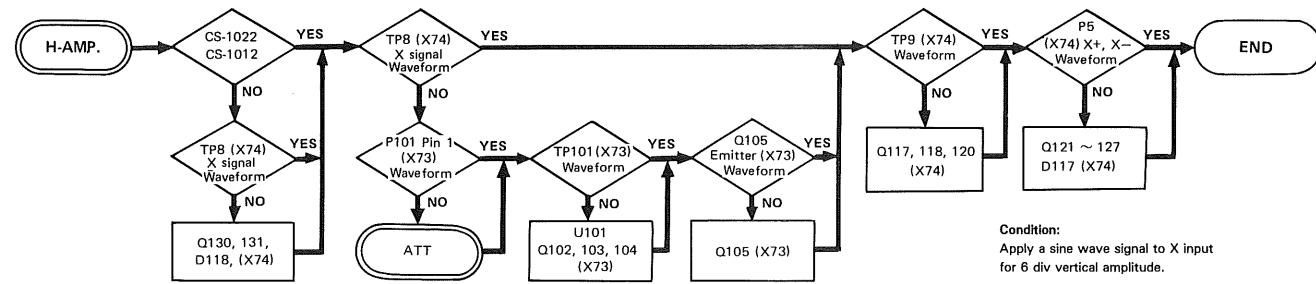 H-AMP.
CS-1022
CS-1012
YES
NO
TP8 (X74)
X signal
Waveform
YES
NO
Q130, 131,
D118, (X74)
TP8 (X74)
X signal
Waveform
YES
NO
P101 Pin 1
(X73)
Waveform
YES
NO
ATT
TP101 (X73)
Waveform
YES
NO
U101
Q102, 103, 104
(X73)
Q105
Emitter (X73)
Waveform
YES
NO
Q105 (X73)
TP9 (X74)
Waveform
YES
NO
Q117, 118, 120
(X74)
P5
(X74) X+, X−
Waveform
YES
NO
Q121 ~ 127
D117 (X74)
END
Condition:
Apply a sine wave signal to X input
for 6 div vertical amplitude.